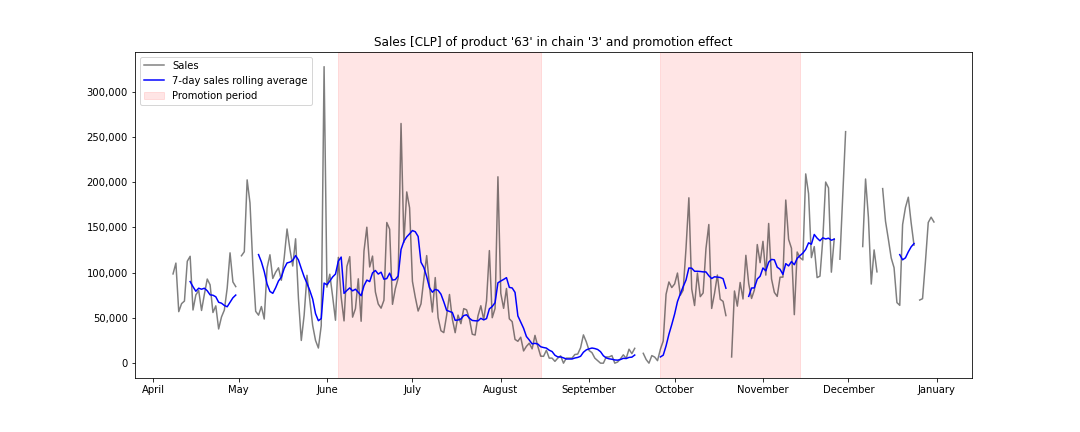 Sales [CLP] of product '63' in chain '3' and promotion effect
Sales
7-day sales rolling average
Promotion period
300,000
250,000
200,000
150,000
100,000
50,000
0
April May June July August September October November December January